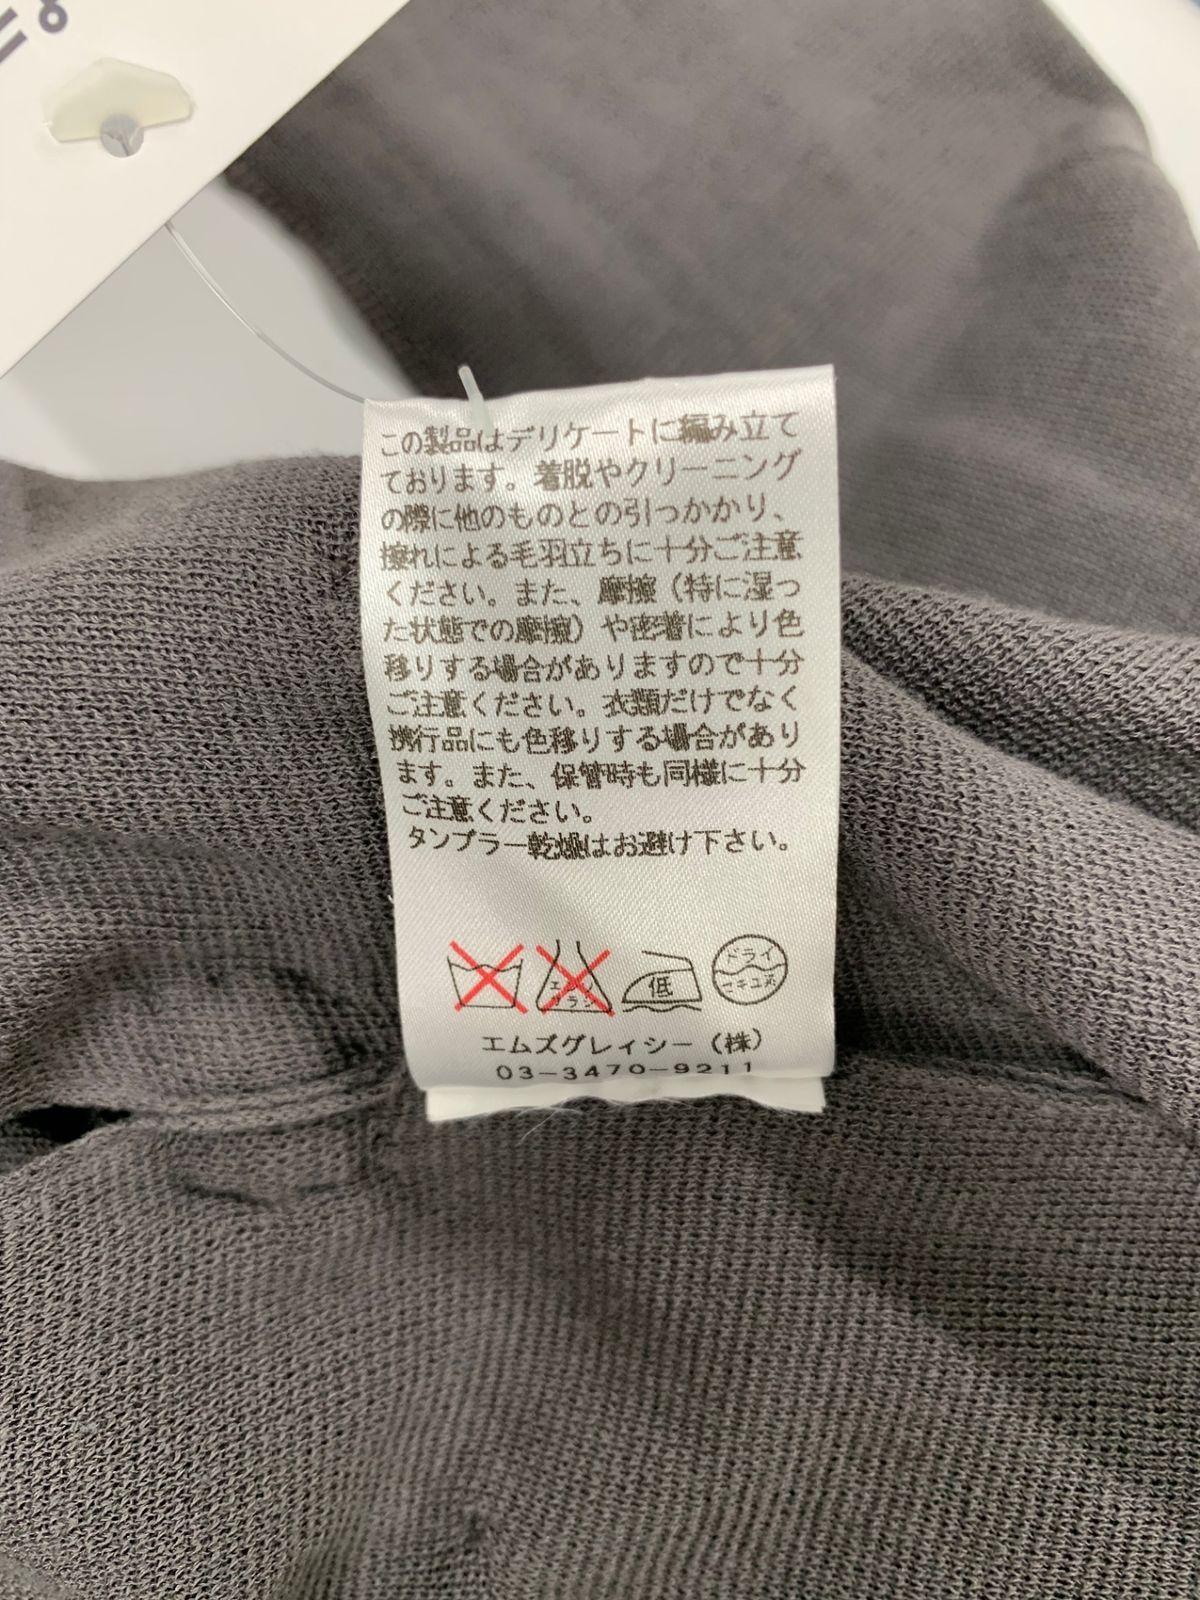 この製品はデリケートに編み立て
ております。着脱やクリーニング
の際に他のものとの引っかかり、
擦れによる毛羽立ちに十分ご注意
ください。また、摩擦（特に湿っ
た状態での摩擦）や密着により色
移りする場合がありますので十分
ご注意ください。衣類だけでなく
携行品にも色移りする場合があり
ます。また、保管時も同様に十分
ご注意ください。
タンブラー乾燥はお避け下さい。
エンソ
サラシ
低
ドライ
セキユ系
エムズグレイシー（株）
03-3470-9211